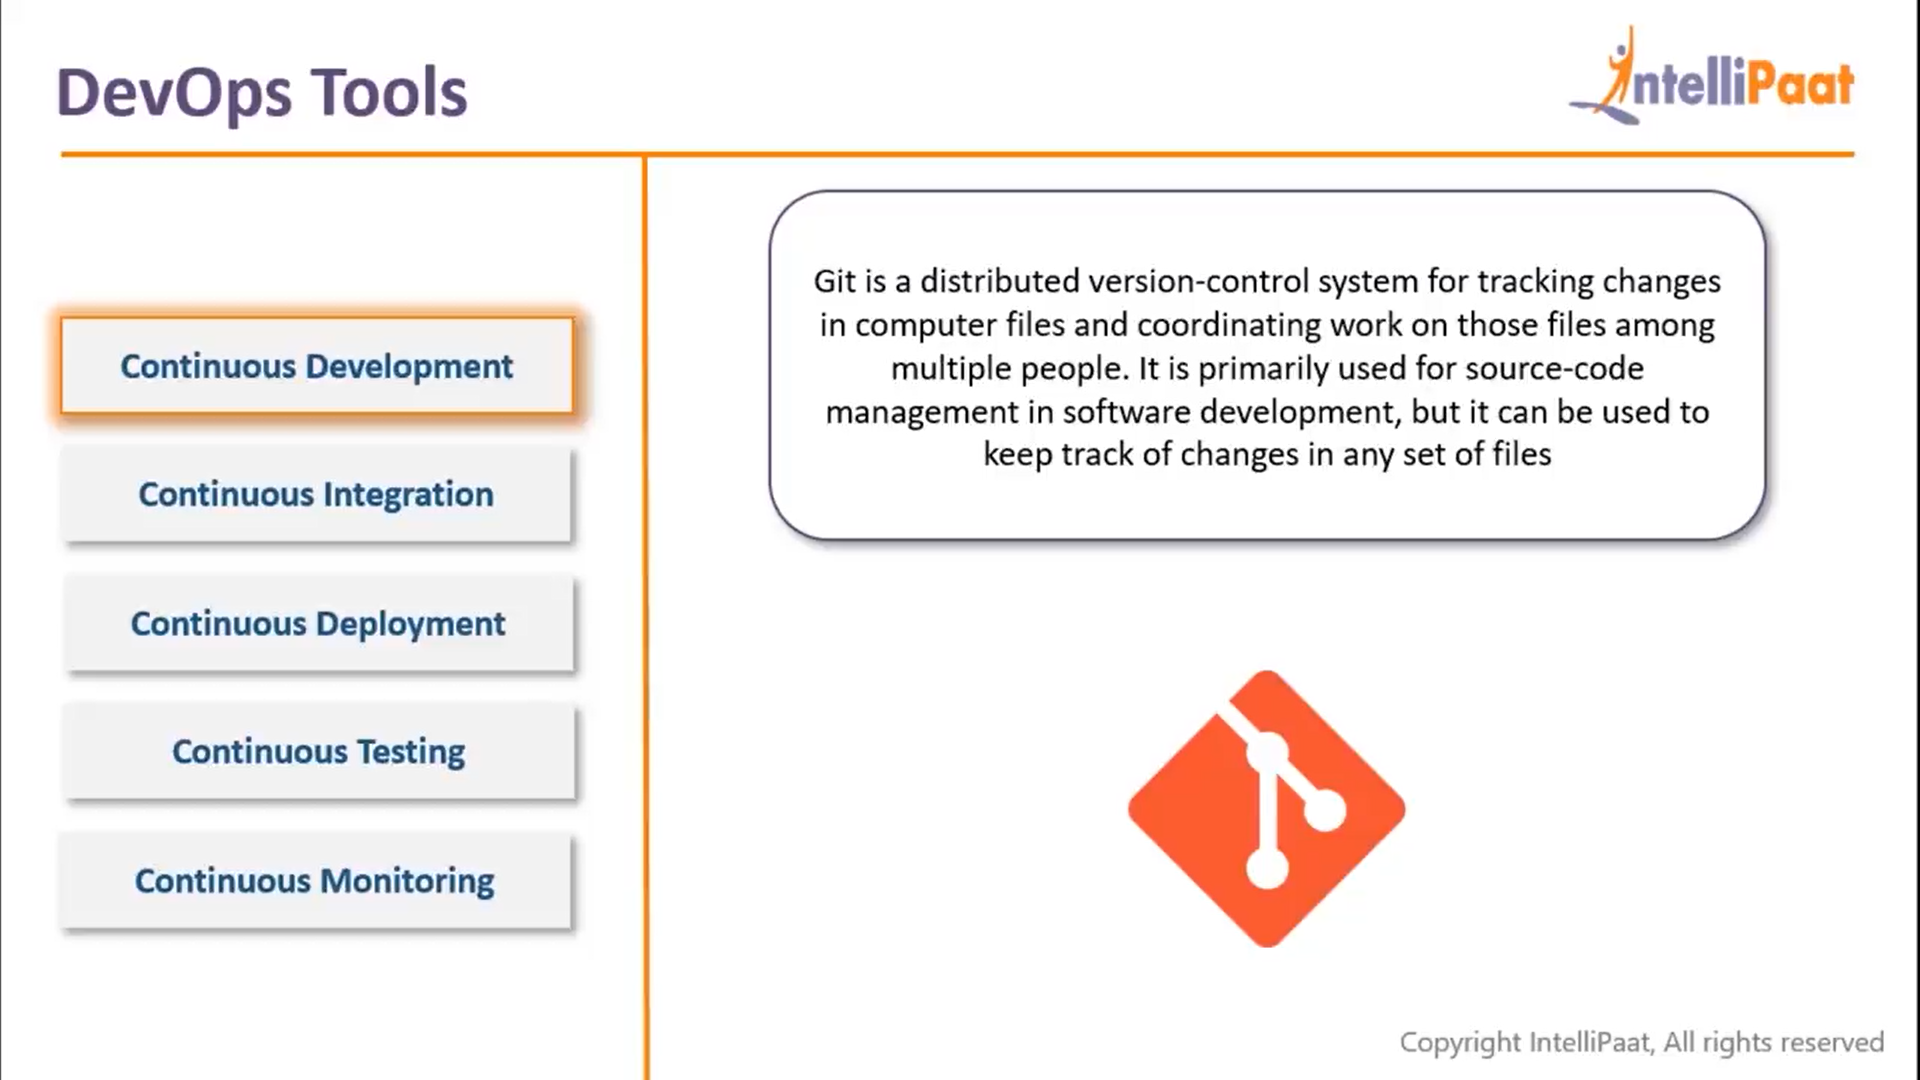 DevOps Tools
IntelliPaat
Continuous Development
Continuous Integration
Continuous Deployment
Continuous Testing
Continuous Monitoring
Git is a distributed version-control system for tracking changes
in computer files and coordinating work on those files among
multiple people. It is primarily used for source-code
management in software development, but it can be used to
keep track of changes in any set of files
Copyright IntelliPaat, All rights reserved